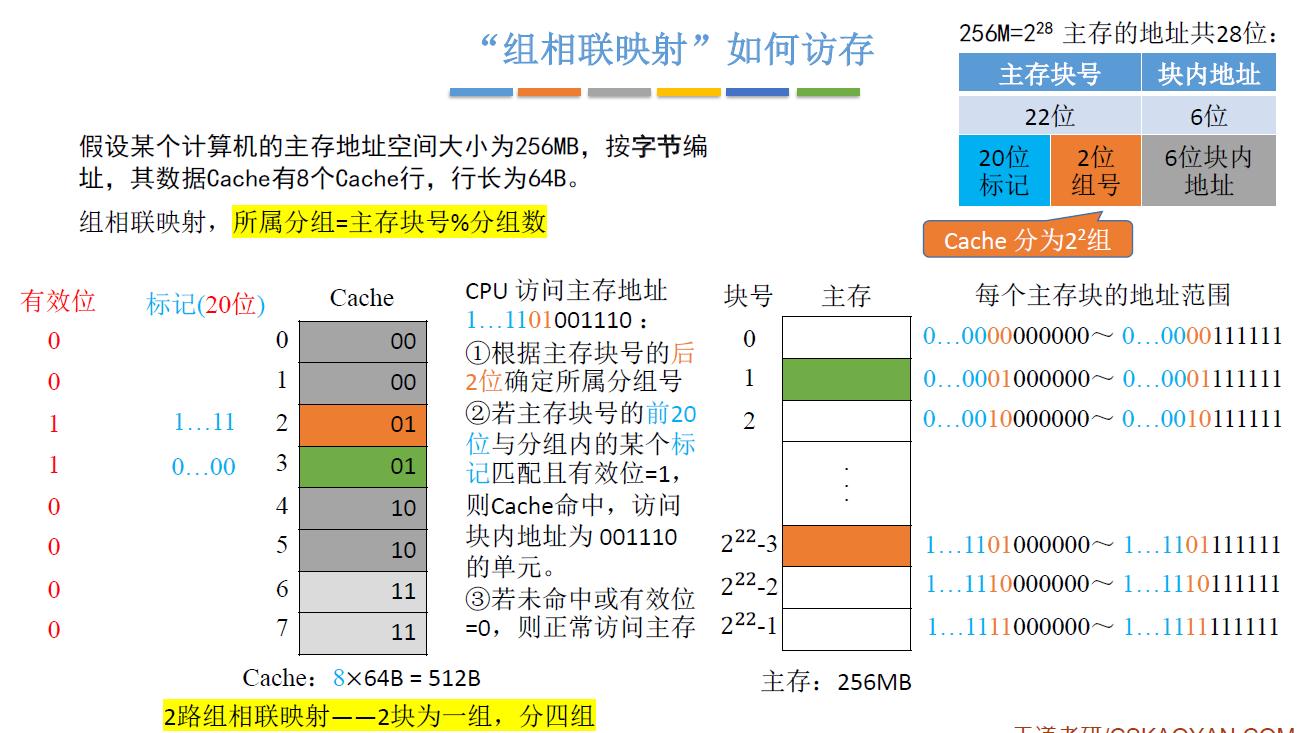 “组相联映射”如何访存
256M=2²⁸ 主存的地址共28位：
主存块号 块内地址
22位 6位
20位标记 2位组号 6位块内地址
Cache 分为2²组
假设某个计算机的主存地址空间大小为256MB，按字节编
址，其数据Cache有8个Cache行，行长为64B。
组相联映射，所属分组=主存块号%分组数
有效位 标记(20位) Cache
0 0 00
0 1 00
1 1…11 2 01
1 0…00 3 01
0 4 10
0 5 10
0 6 11
0 7 11
Cache：8×64B = 512B
2路组相联映射——2块为一组，分四组
CPU 访问主存地址
1…1101001110：
①根据主存块号的后
2位确定所属分组号
②若主存块号的前20
位与分组内的某个标
记匹配且有效位=1，
则Cache命中，访问
块内地址为 001110
的单元。
③若未命中或有效位
=0，则正常访问主存
块号 主存 每个主存块的地址范围
0 0…0000000000～ 0…0000111111
1 0…0001000000～ 0…0001111111
2 0…0010000000～ 0…0010111111
⋮
2²²-3 1…1101000000～ 1…1101111111
2²²-2 1…1110000000～ 1…1110111111
2²²-1 1…1111000000～ 1…1111111111
主存：256MB